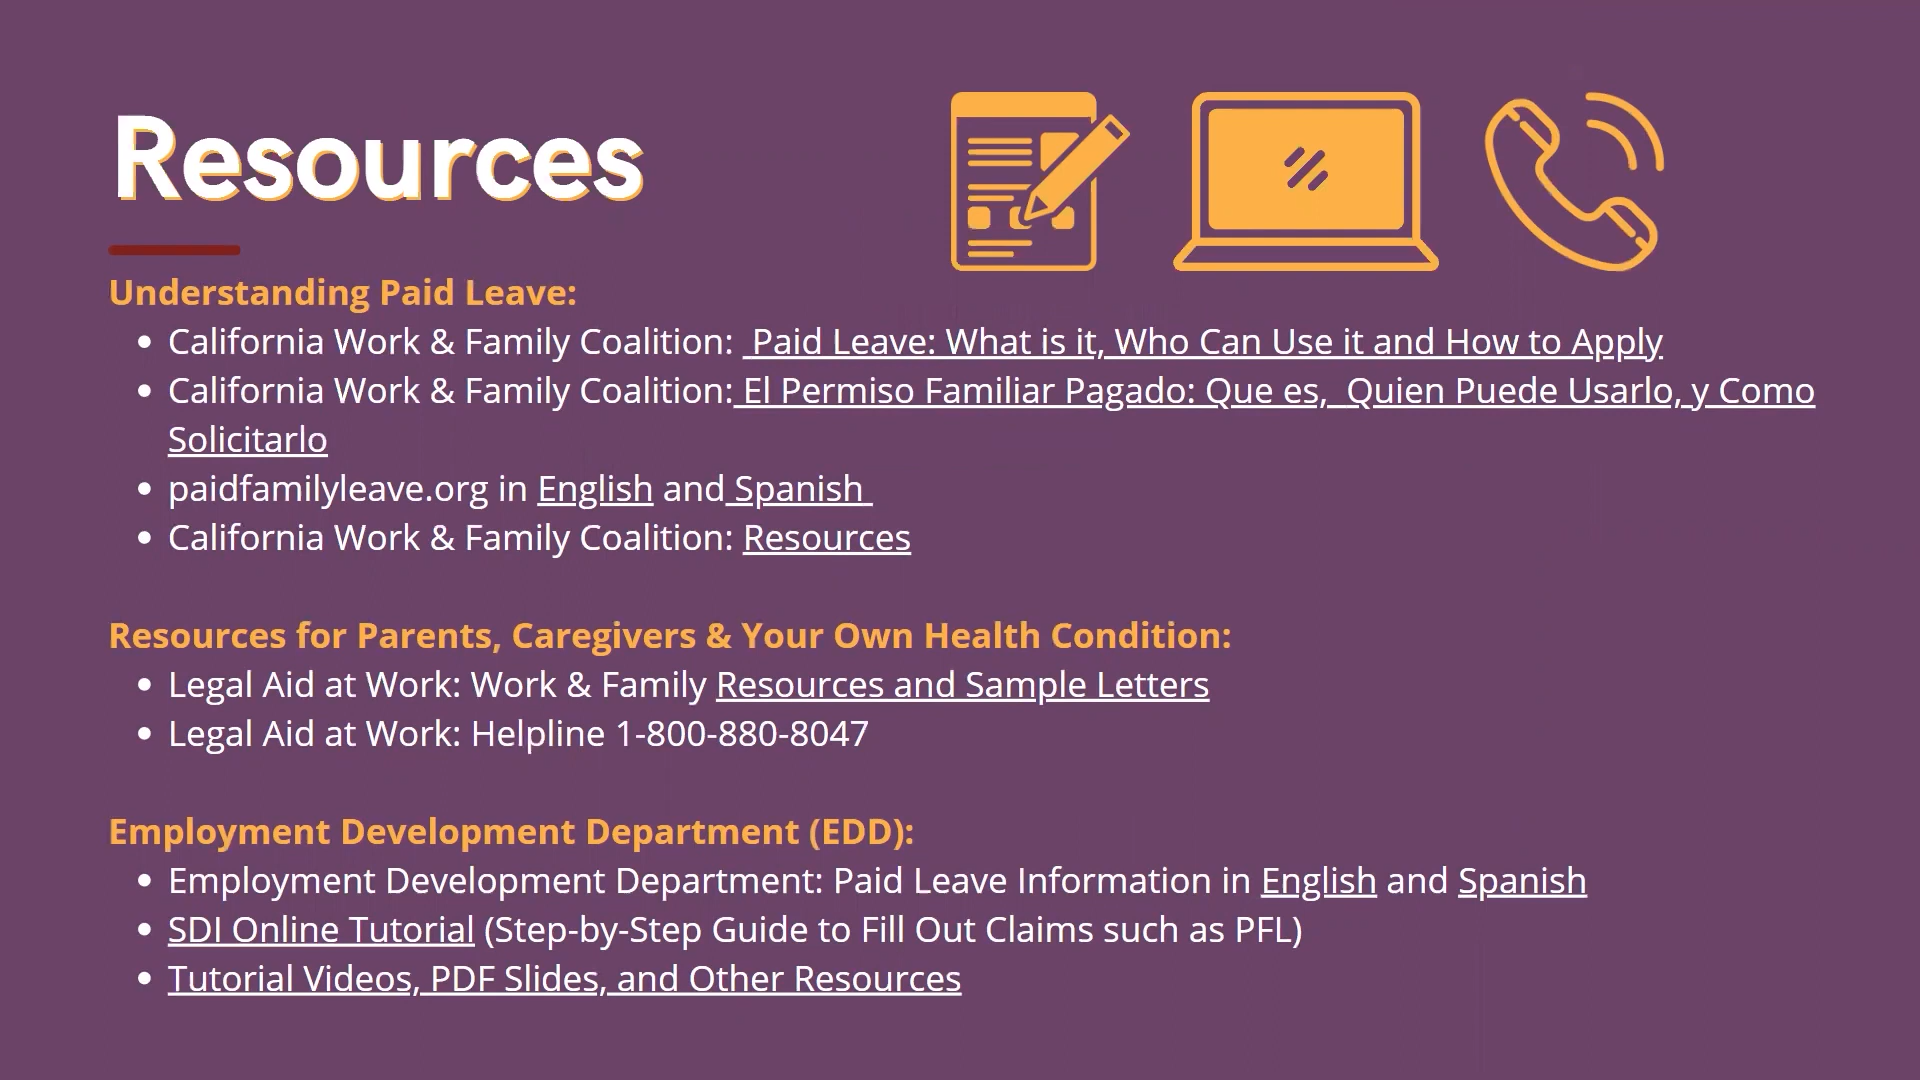 Resources
Understanding Paid Leave:
• California Work & Family Coalition: Paid Leave: What is it, Who Can Use it and How to Apply
• California Work & Family Coalition: El Permiso Familiar Pagado: Que es, Quien Puede Usarlo, y Como
Solicitarlo
• paidfamilyleave.org in English and Spanish
• California Work & Family Coalition: Resources
Resources for Parents, Caregivers & Your Own Health Condition:
• Legal Aid at Work: Work & Family Resources and Sample Letters
• Legal Aid at Work: Helpline 1-800-880-8047
Employment Development Department (EDD):
• Employment Development Department: Paid Leave Information in English and Spanish
• SDI Online Tutorial (Step-by-Step Guide to Fill Out Claims such as PFL)
• Tutorial Videos, PDF Slides, and Other Resources